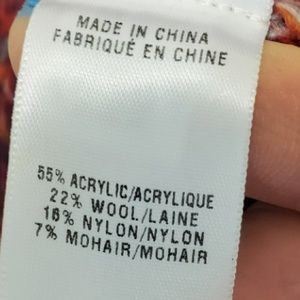 MADE IN CHINA
FABRIQUÉ EN CHINE
55% ACRYLIC/ACRYLIQUE
22% WOOL/LAINE
16% NYLON/NYLON
7% MOHAIR/MOHAIR